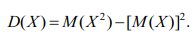 D(X) = M(X²)–[M(X)]².